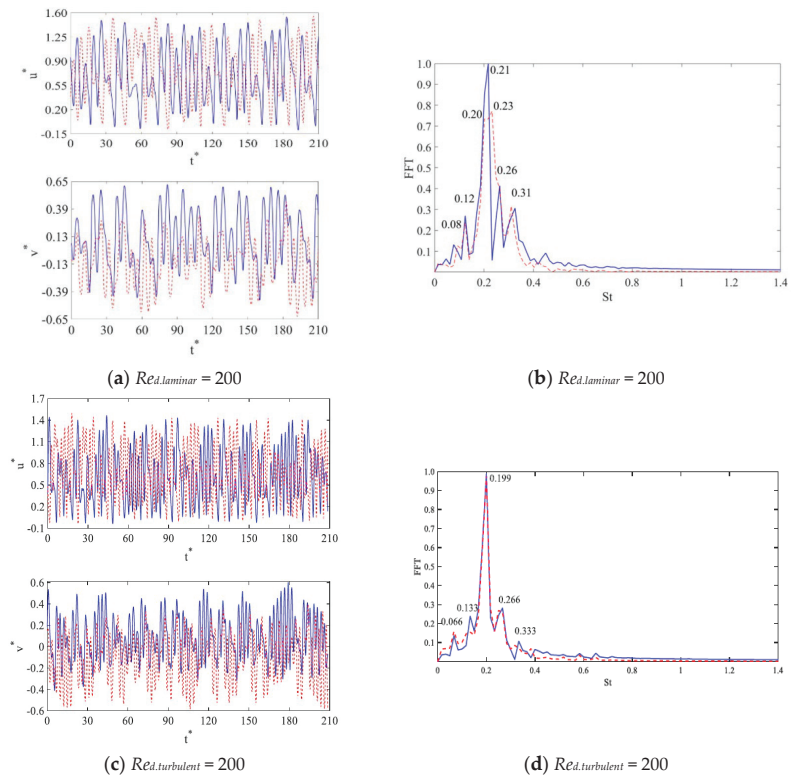 1.60
1.25
0.90
0.55
0.20
-0.15
u*
0 30 60 90 120 150 180 210
t*
0.65
0.39
0.13
-0.13
-0.39
-0.65
v*
0 30 60 90 120 150 180 210
t*
(a) Red.laminar = 200
1.0
0.9
0.8
0.7
0.6
0.5
0.4
0.3
0.2
0.1
FFT
0.21
0.20
0.23
0.26
0.31
0.12
0.08
0 0.2 0.4 0.6 0.8 1.0 1.2 1.4
St
(b) Red.laminar = 200
1.7
1.4
1.1
0.8
0.5
0.2
-0.1
u*
0 30 60 90 120 150 180 210
t*
0.6
0.4
0.2
0
-0.2
-0.4
-0.6
v*
0 30 60 90 120 150 180 210
t*
(c) Red.turbulent = 200
1.0
0.9
0.8
0.7
0.6
0.5
0.4
0.3
0.2
0.1
FFT
0.199
0.266
0.133
0.066
0.333
0 0.2 0.4 0.6 0.8 1.0 1.2 1.4
St
(d) Red.turbulent = 200